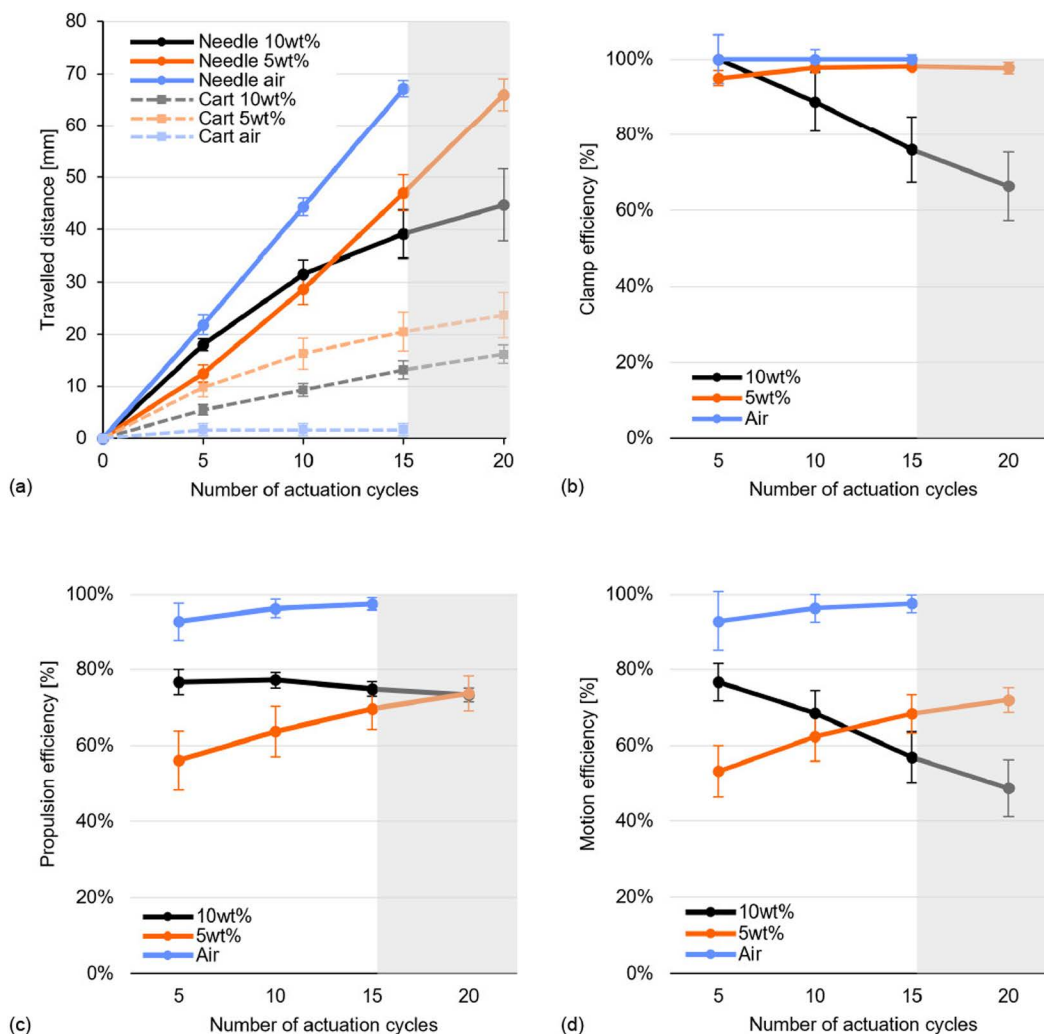 80
70
60
50
40
30
20
10
0
Travelled distance [mm]
Needle 10wt%
Needle 5wt%
Needle air
Cart 10wt%
Cart 5wt%
Cart air
0 5 10 15 20
Number of actuation cycles
(a)
100%
80%
60%
40%
20%
0%
Clamp efficiency [%]
10wt%
5wt%
Air
5 10 15 20
Number of actuation cycles
(b)
100%
80%
60%
40%
20%
0%
Propulsion efficiency [%]
10wt%
5wt%
Air
5 10 15 20
Number of actuation cycles
(c)
100%
80%
60%
40%
20%
0%
Motion efficiency [%]
10wt%
5wt%
Air
5 10 15 20
Number of actuation cycles
(d)